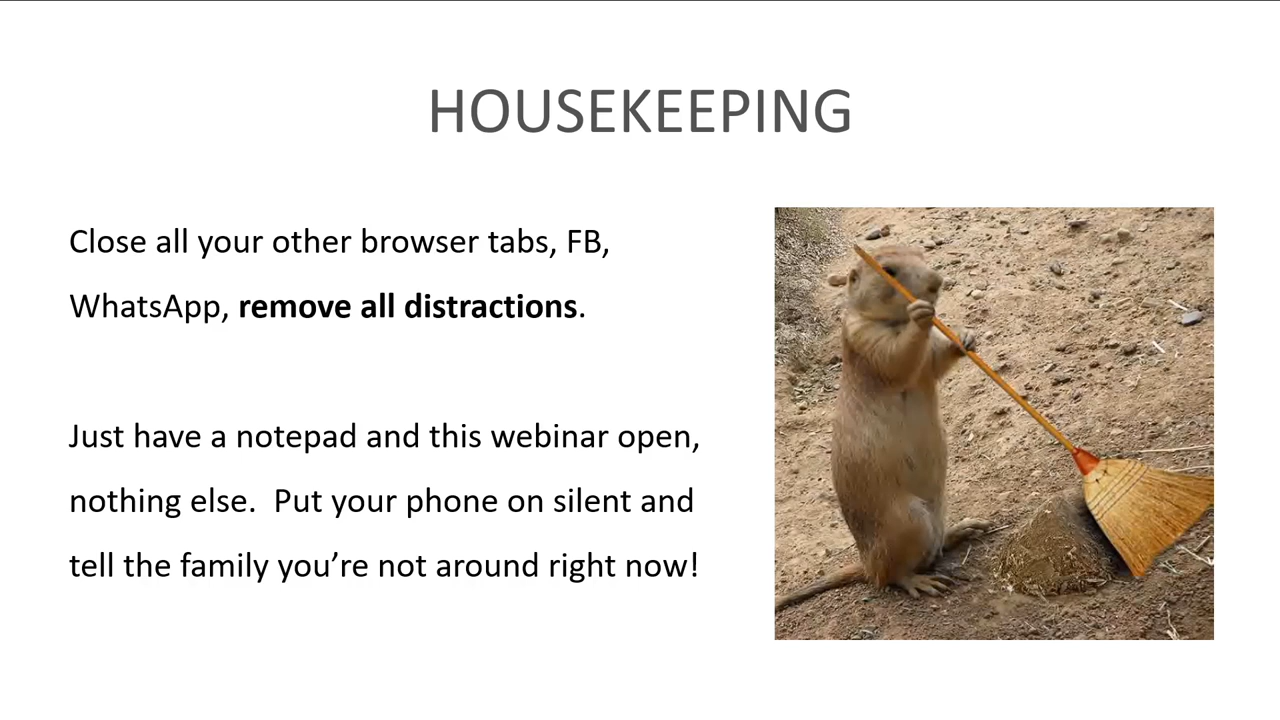 HOUSEKEEPING
Close all your other browser tabs, FB,
WhatsApp, remove all distractions.
Just have a notepad and this webinar open,
nothing else.  Put your phone on silent and
tell the family you’re not around right now!